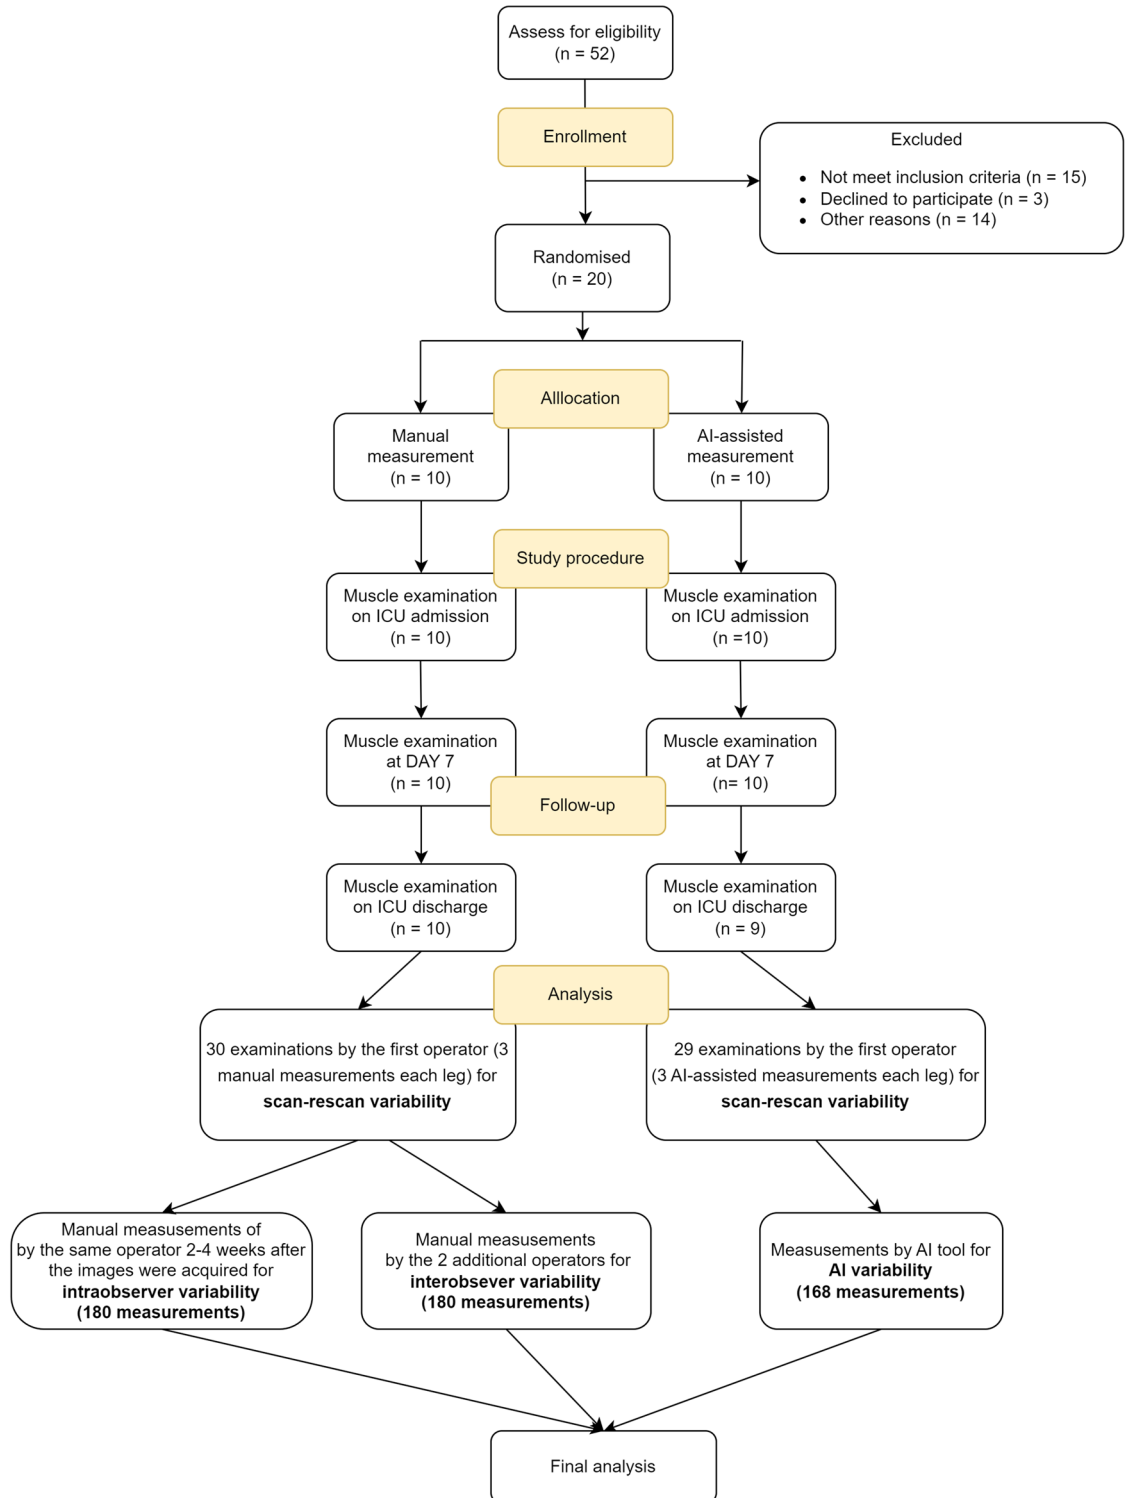 Assess for eligibility
(n = 52)
Enrollment
Excluded
• Not meet inclusion criteria (n = 15)
• Declined to participate (n = 3)
• Other reasons (n = 14)
Randomised
(n = 20)
Alllocation
Manual
measurement
(n = 10)
AI-assisted
measurement
(n = 10)
Study procedure
Muscle examination
on ICU admission
(n = 10)
Muscle examination
on ICU admission
(n =10)
Muscle examination
at DAY 7
(n = 10)
Muscle examination
at DAY 7
(n= 10)
Follow-up
Muscle examination
on ICU discharge
(n = 10)
Muscle examination
on ICU discharge
(n = 9)
Analysis
30 examinations by the first operator (3
manual measurements each leg) for
scan-rescan variability
29 examinations by the first operator
(3 AI-assisted measurements each leg) for
scan-rescan variability
Manual measusements of
by the same operator 2-4 weeks after
the images were acquired for
intraobserver variability
(180 measurements)
Manual measusements
by the 2 additional operators for
interobsever variability
(180 measurements)
Measusements by AI tool for
AI variability
(168 measurements)
Final analysis